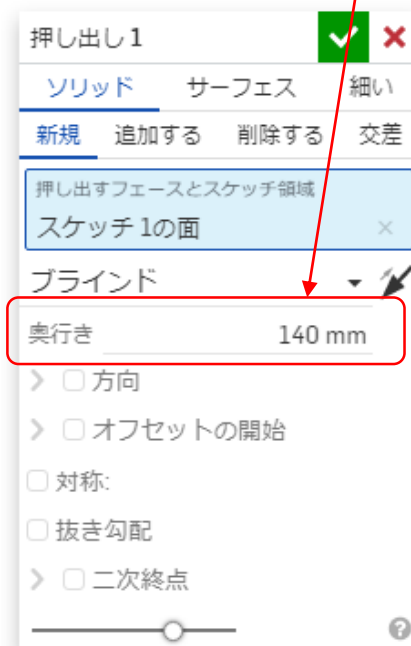 押し出し 1
ソリッド サーフェス 細い
新規 追加する 削除する 交差
押し出すフェースとスケッチ領域
スケッチ 1の面
ブラインド
奥行き 140 mm
方向
オフセットの開始
対称:
抜き勾配
二次終点